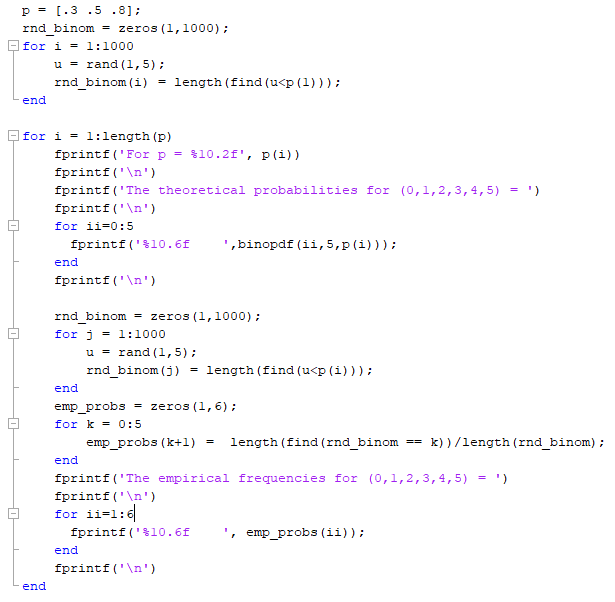 p = [.3 .5 .8];
rnd_binom = zeros(1,1000);
for i = 1:1000
    u = rand(1,5);
    rnd_binom(i) = length(find(u<p(1)));
end

for i = 1:length(p)
    fprintf('For p = %10.2f', p(i))
    fprintf('\n')
    fprintf('The theoretical probabilities for (0,1,2,3,4,5) = ')
    fprintf('\n')
    for ii=0:5
      fprintf('%10.6f    ',binopdf(ii,5,p(i)));
    end
    fprintf('\n')

    rnd_binom = zeros(1,1000);
    for j = 1:1000
        u = rand(1,5);
        rnd_binom(j) = length(find(u<p(i)));
    end
    emp_probs = zeros(1,6);
    for k = 0:5
        emp_probs(k+1) =  length(find(rnd_binom == k))/length(rnd_binom);
    end
    fprintf('The empirical frequencies for (0,1,2,3,4,5) = ')
    fprintf('\n')
    for ii=1:6
      fprintf('%10.6f    ', emp_probs(ii));
    end
    fprintf('\n')
end